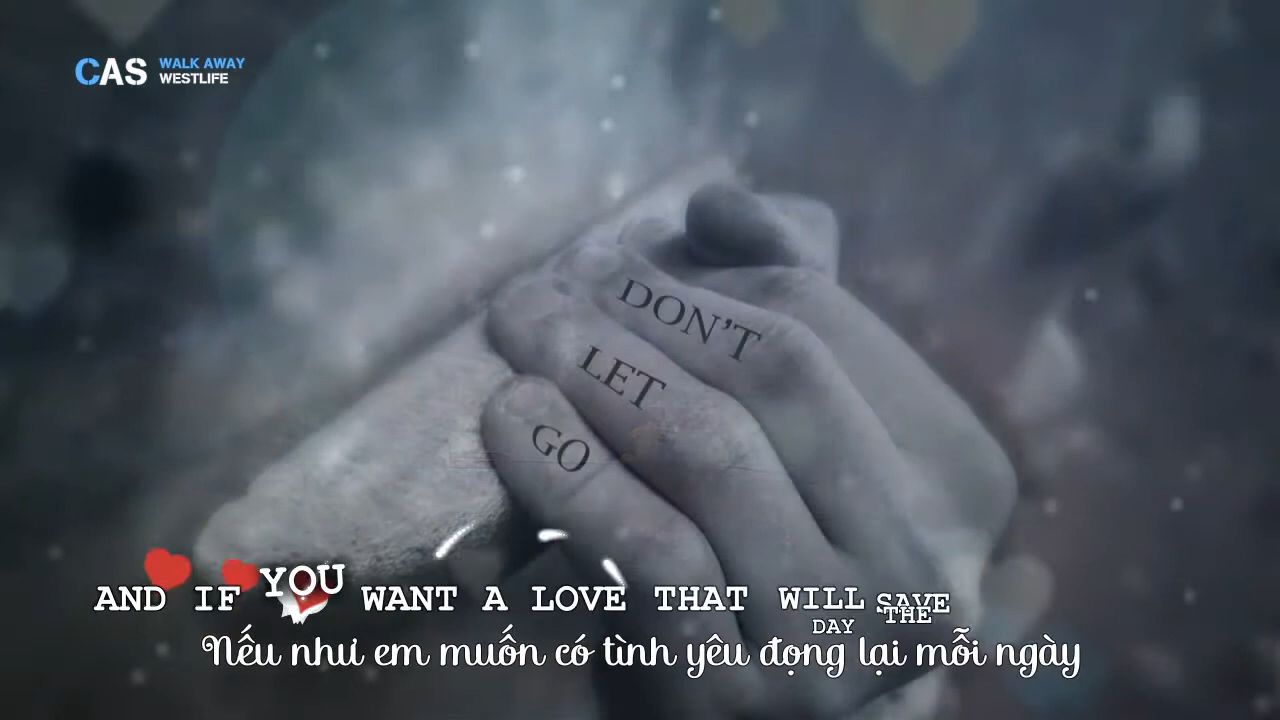 CAS
WALK AWAY
WESTLIFE
DON'T
LET
GO
AND IF YOU WANT A LOVE THAT WILL SAVE THE DAY
Nếu như em muốn có tình yêu đọng lại mỗi ngày